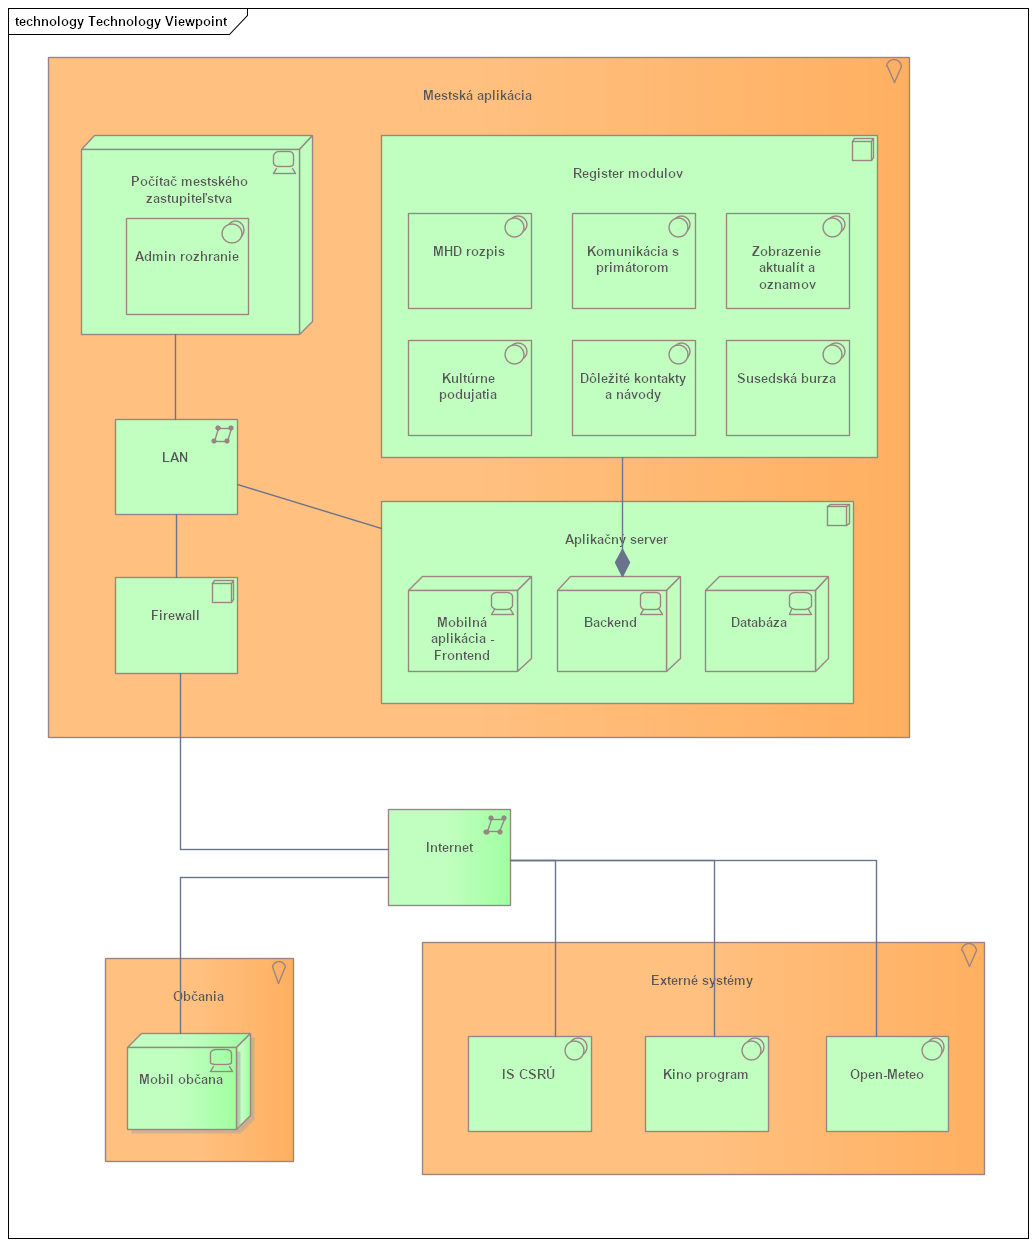 technology Technology Viewpoint
Mestská aplikácia
Počítač mestského
zastupiteľstva
Admin rozhranie
Register modulov
MHD rozpis
Komunikácia s
primátorom
Zobrazenie
aktualít a
oznamov
Kultúrne
podujatia
Dôležité kontakty
a návody
Susedská burza
LAN
Aplikačný server
Mobilná
aplikácia -
Frontend
Backend
Databáza
Firewall
Internet
Občania
Mobil občana
Externé systémy
IS CSRÚ
Kino program
Open-Meteo